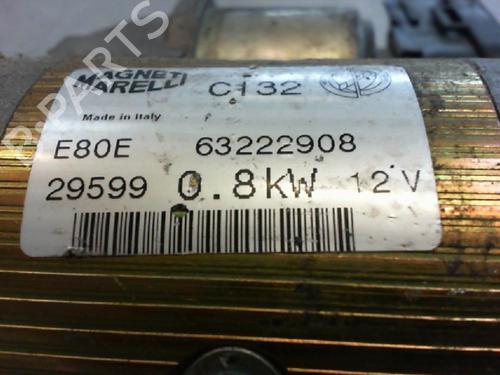 MAGNETI
MARELLI
C132
Made in Italy
E80E 63222908
29599 0.8KW 12V